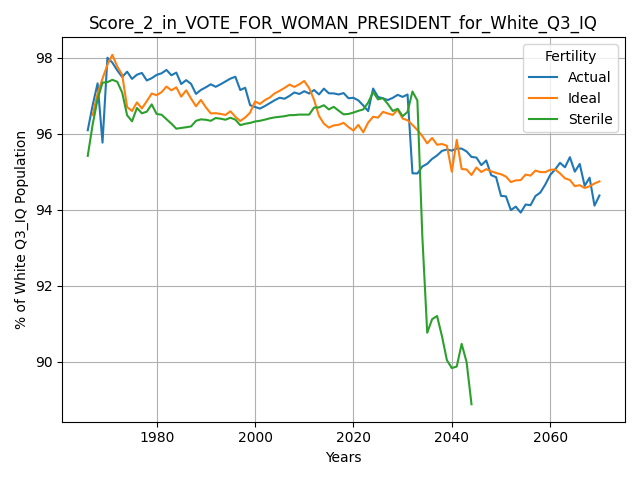 Score_2_in_VOTE_FOR_WOMAN_PRESIDENT_for_White_Q3_IQ
Fertility
Actual
Ideal
Sterile
% of White Q3_IQ Population
98
96
94
92
90
1980
2000
2020
2040
2060
Years